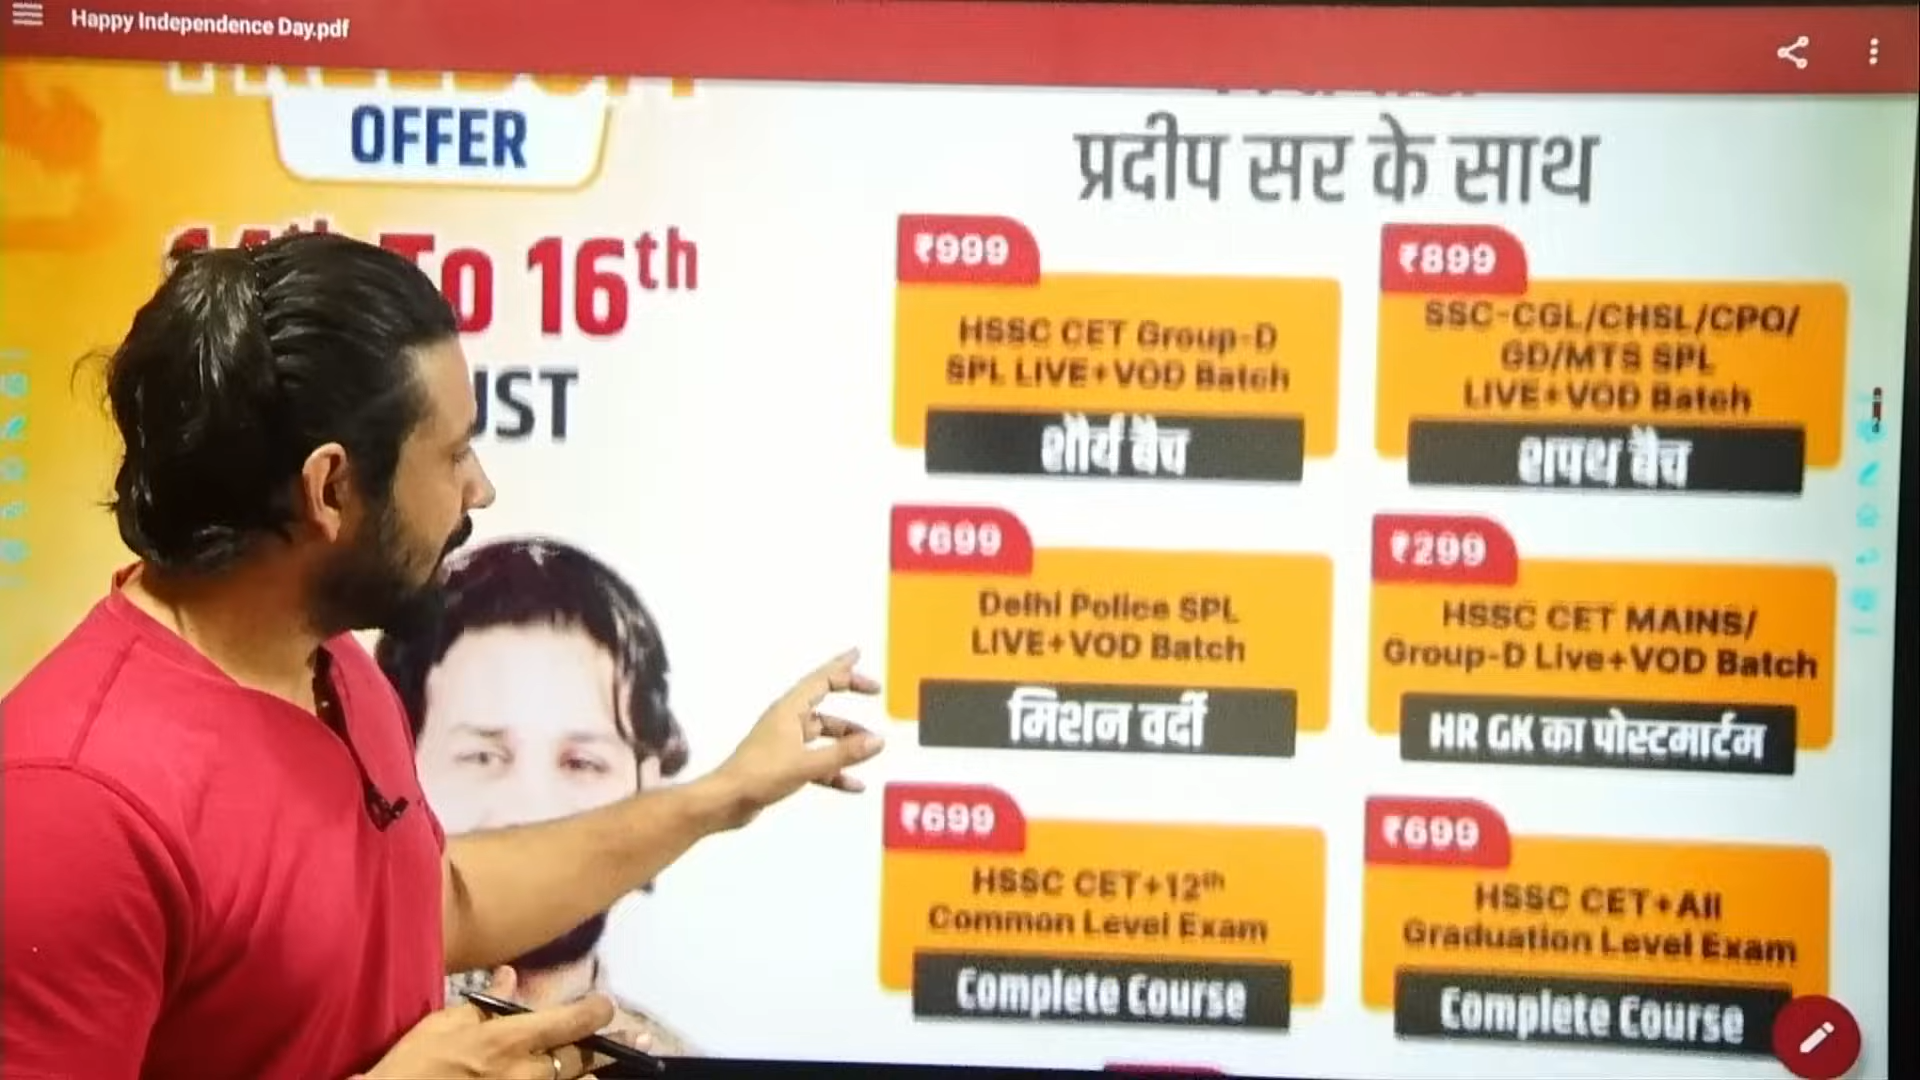 Happy Independence Day.pdf
OFFER
To 16th
UST
प्रदीप सर के साथ
₹999
HSSC CET Group-D
SPL LIVE+VOD Batch
शौर्य बैच
₹899
SSC-CGL/CHSL/CPO/
GD/MTS SPL
LIVE+VOD Batch
शपथ बैच
₹699
Delhi Police SPL
LIVE+VOD Batch
मिशन वर्दी
₹299
HSSC CET MAINS/
Group-D Live+VOD Batch
HR GK का पोस्टमार्टम
₹699
HSSC CET+12th
Common Level Exam
Complete Course
₹699
HSSC CET+All
Graduation Level Exam
Complete Course